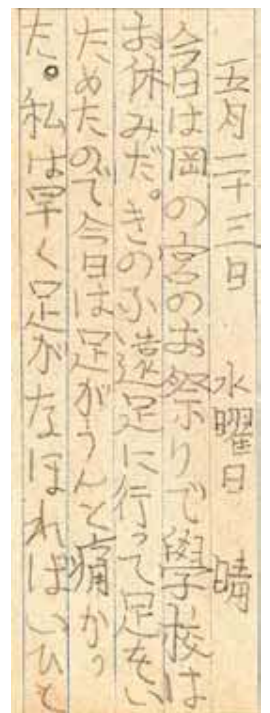 五月二十三日　水曜日　晴
今日は岡の宮のお祭りで學校は
お休みだ。きのふ遠足に行って足をい
ためたので今日は足がうんと痛かっ
た。私は早く足がなほればいひと